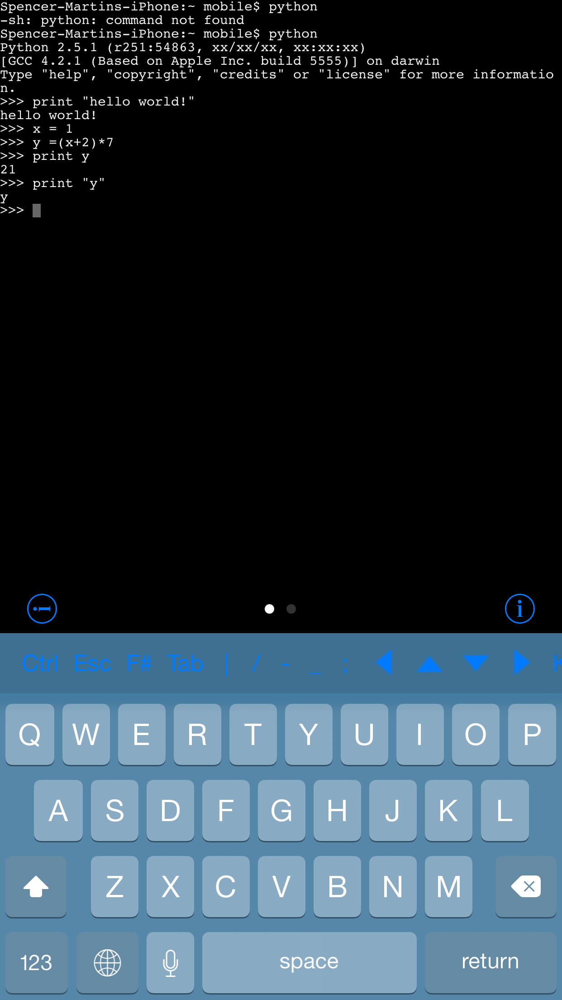 Spencer-Martins-iPhone:~ mobile$ python
-sh: python: command not found
Spencer-Martins-iPhone:~ mobile$ python
Python 2.5.1 (r251:54863, xx/xx/xx, xx:xx:xx)
[GCC 4.2.1 (Based on Apple Inc. build 5555)] on darwin
Type "help", "copyright", "credits" or "license" for more informatio
n.
>>> print "hello world!"
hello world!
>>> x = 1
>>> y =(x+2)*7
>>> print y
21
>>> print "y"
y
>>>
Ctrl Esc F# Tab | / - _ ;
Q W E R T Y U I O P
A S D F G H J K L
Z X C V B N M
123 space return